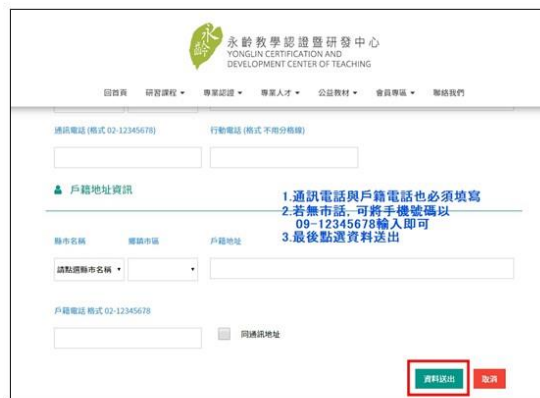 永齡
永齡教學認證暨研發中心
YONGLIN CERTIFICATION AND
DEVELOPMENT CENTER OF TEACHING
回首頁 研習課程 專業認證 專業人才 公益教材 會員專區 聯絡我們
通訊電話 (格式 02-12345678) 行動電話 (格式 不用分格線)
戶籍地址資訊
1.通訊電話與戶籍電話也必須填寫
2.若無市話, 可將手機號碼以
09-12345678輸入即可
3.最後點選資料送出
縣市名稱 鄉鎮市區 戶籍地址
請點選縣市名稱
戶籍電話 格式 02-12345678
同通訊地址
資料送出 取消